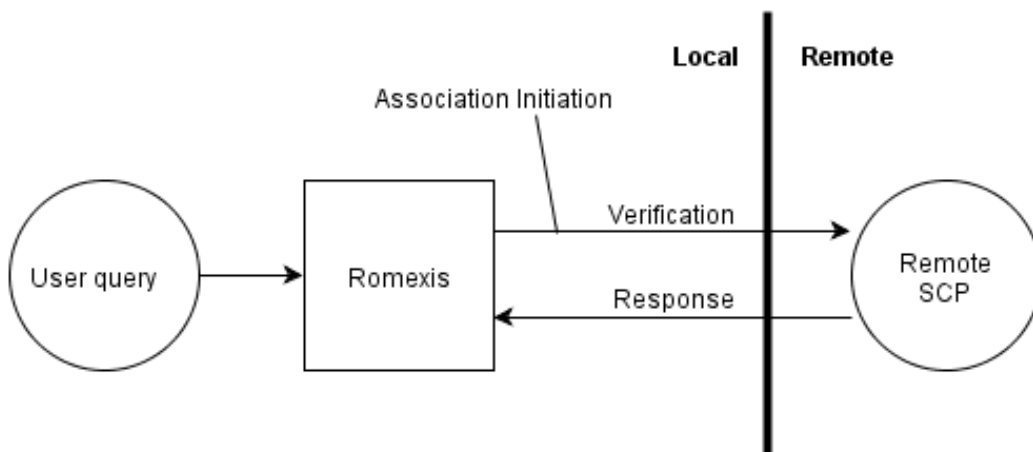 Local
Remote
Association Initiation
Verification
User query
Romexis
Remote
SCP
Response